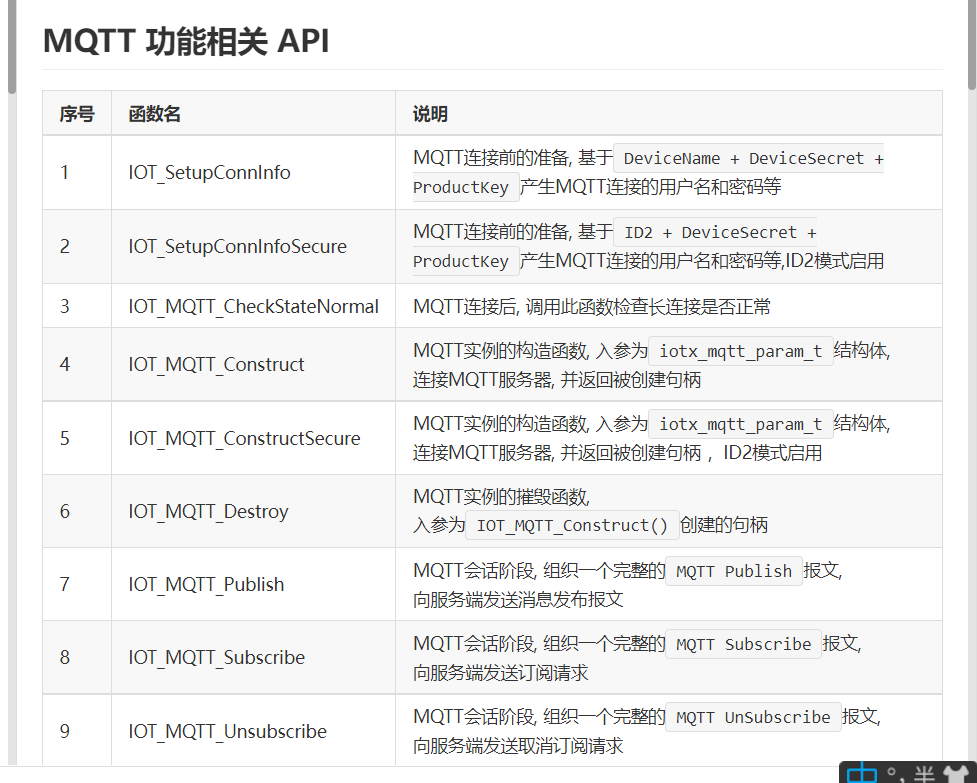 MQTT 功能相关 API
序号 函数名 说明
1 IOT_SetupConnInfo MQTT连接前的准备, 基于 DeviceName + DeviceSecret +
ProductKey 产生MQTT连接的用户名和密码等
2 IOT_SetupConnInfoSecure MQTT连接前的准备, 基于 ID2 + DeviceSecret +
ProductKey 产生MQTT连接的用户名和密码等,ID2模式启用
3 IOT_MQTT_CheckStateNormal MQTT连接后, 调用此函数检查长连接是否正常
4 IOT_MQTT_Construct MQTT实例的构造函数, 入参为 iotx_mqtt_param_t 结构体,
连接MQTT服务器, 并返回被创建句柄
5 IOT_MQTT_ConstructSecure MQTT实例的构造函数, 入参为 iotx_mqtt_param_t 结构体,
连接MQTT服务器, 并返回被创建句柄 ，ID2模式启用
6 IOT_MQTT_Destroy MQTT实例的摧毁函数,
入参为 IOT_MQTT_Construct() 创建的句柄
7 IOT_MQTT_Publish MQTT会话阶段, 组织一个完整的 MQTT Publish 报文,
向服务端发送消息发布报文
8 IOT_MQTT_Subscribe MQTT会话阶段, 组织一个完整的 MQTT Subscribe 报文,
向服务端发送订阅请求
9 IOT_MQTT_Unsubscribe MQTT会话阶段, 组织一个完整的 MQTT UnSubscribe 报文,
向服务端发送取消订阅请求
中 °, 半